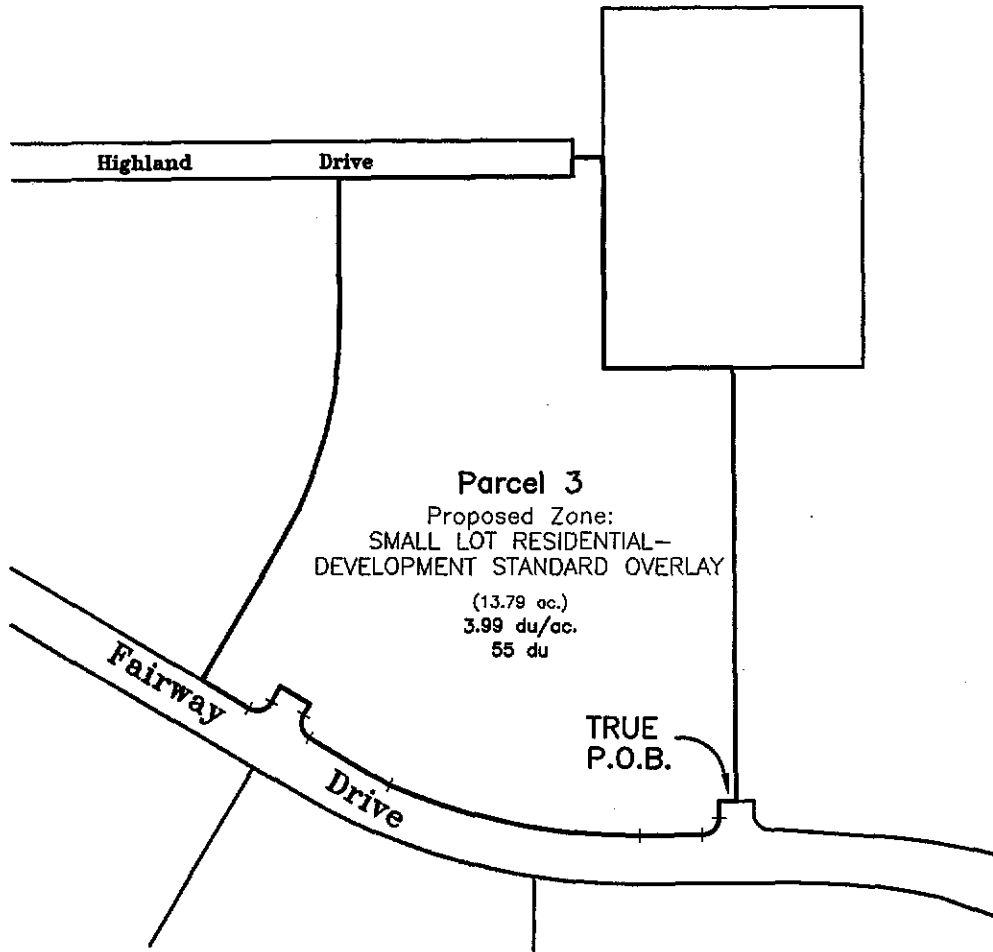 Highland Drive
Parcel 3
Proposed Zone:
SMALL LOT RESIDENTIAL-
DEVELOPMENT STANDARD OVERLAY
(13.79 ac.)
3.99 du/ac.
55 du
Fairway
Drive
TRUE
P.O.B.